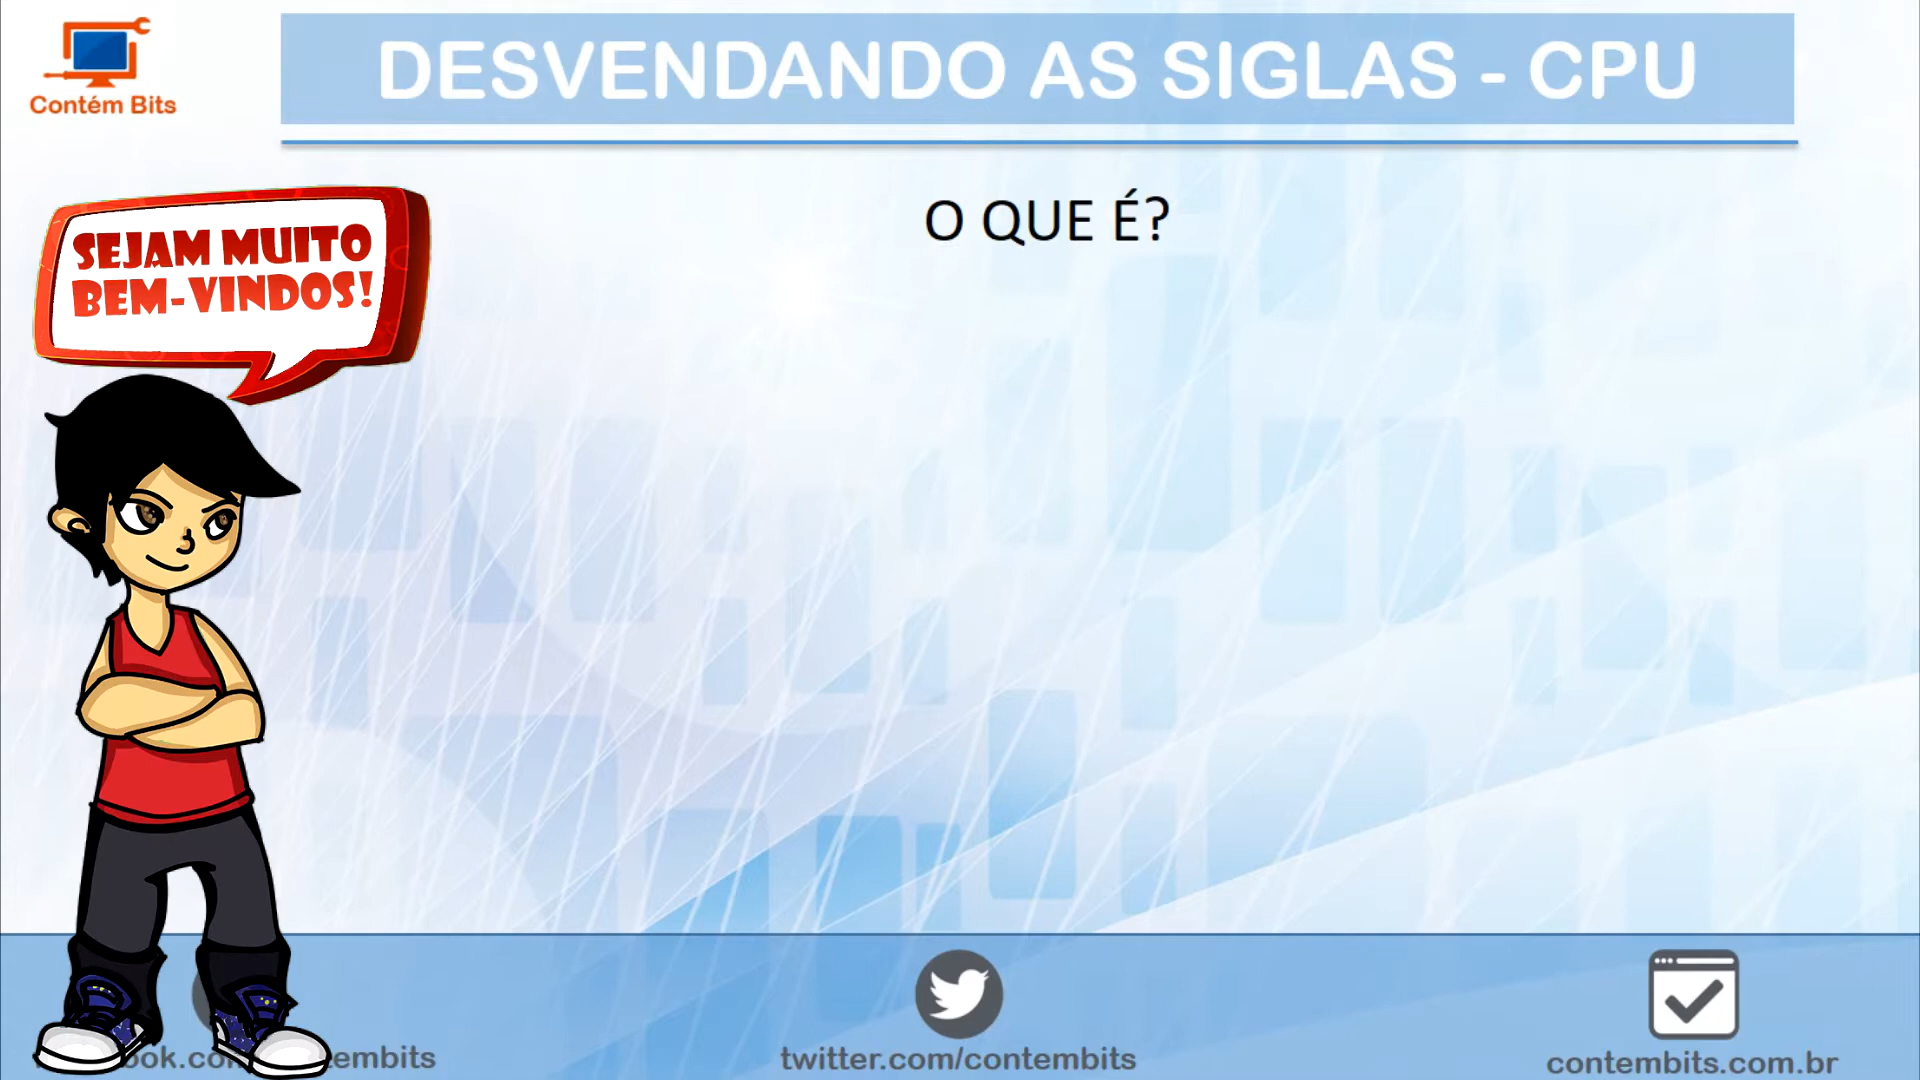 Contém Bits
DESVENDANDO AS SIGLAS - CPU
O QUE É?
SEJAM MUITO
BEM-VINDOS!
twitter.com/contembits
contembits.com.br